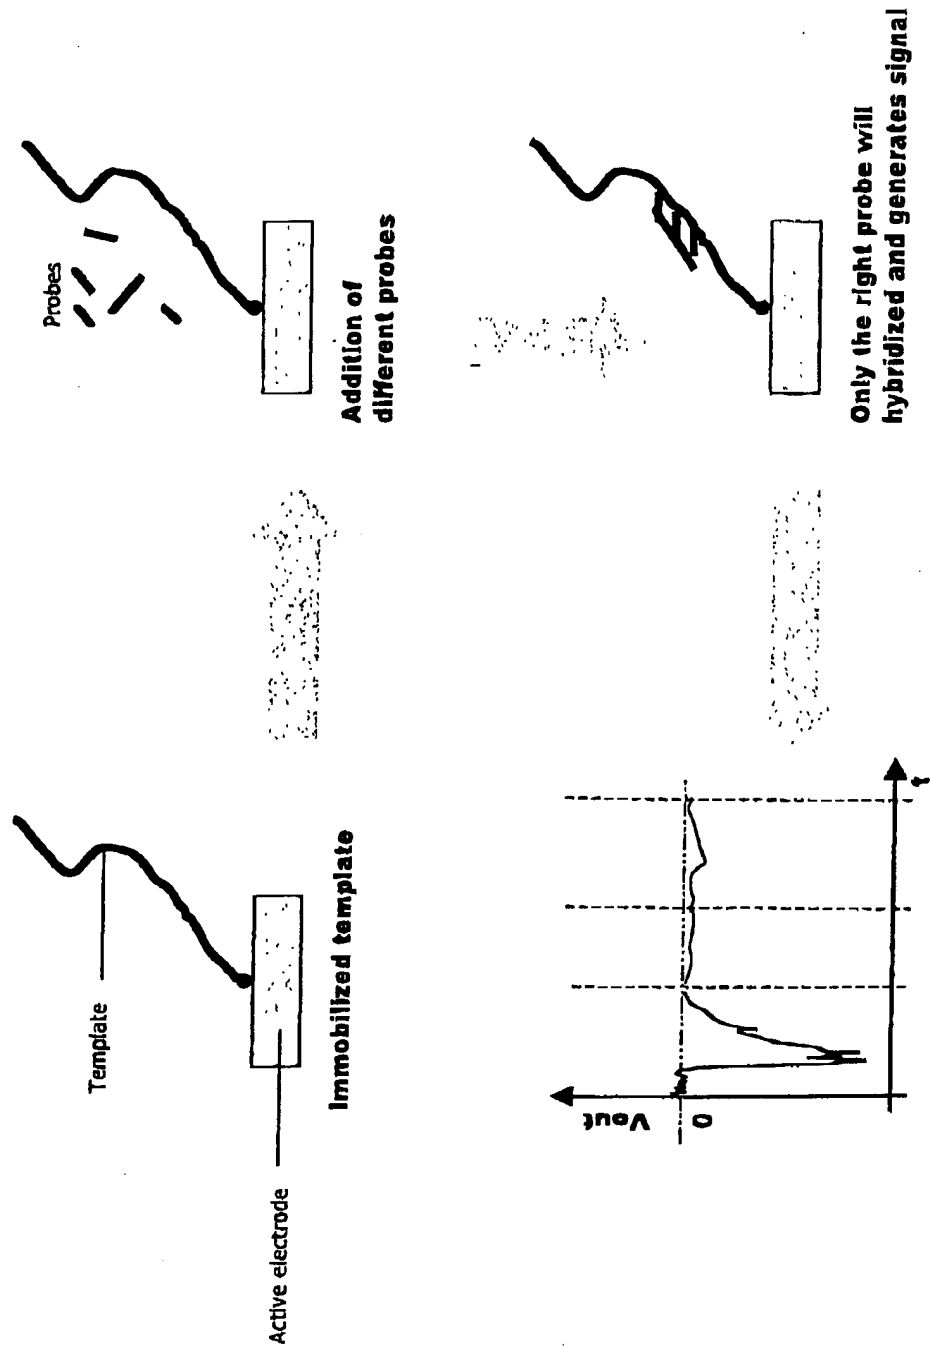 Template
Active electrode
Immobilized template
Probes
Addition of
different probes
Only the right probe will
hybridized and generates signal
Vout
0
t